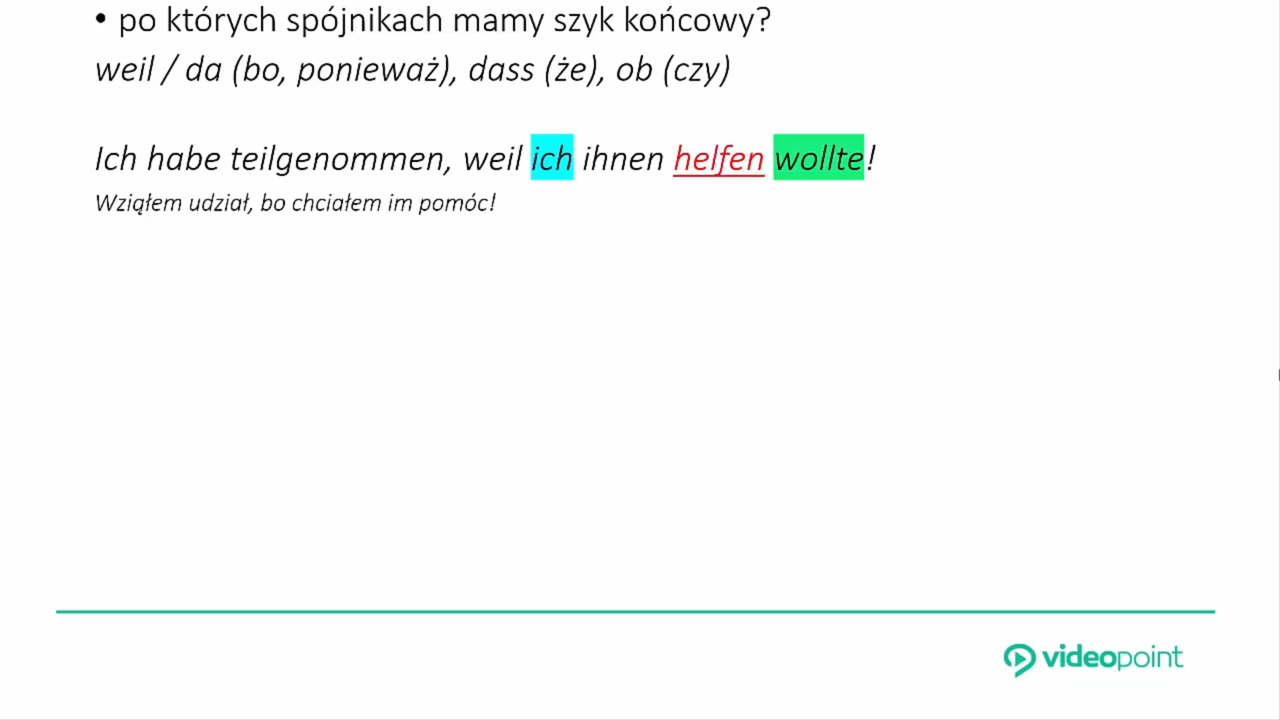 • po których spójnikach mamy szyk końcowy?
weil / da (bo, ponieważ), dass (że), ob (czy)
Ich habe teilgenommen, weil ich ihnen helfen wollte!
Wziąłem udział, bo chciałem im pomóc!
videopoint